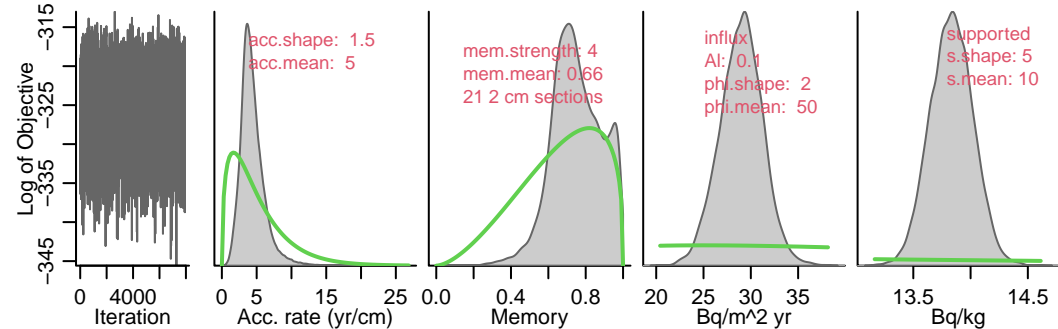 Log of Objective
−315
−325
−335
−345
0
4000
Iteration
acc.shape: 1.5
acc.mean: 5
0
5
15
25
Acc. rate (yr/cm)
mem.strength: 4
mem.mean: 0.66
21 2 cm sections
0.0
0.4
0.8
Memory
influx
Al: 0.1
phi.shape: 2
phi.mean: 50
20
25
30
35
Bq/m^2 yr
supported
s.shape: 5
s.mean: 10
13.5
14.5
Bq/kg